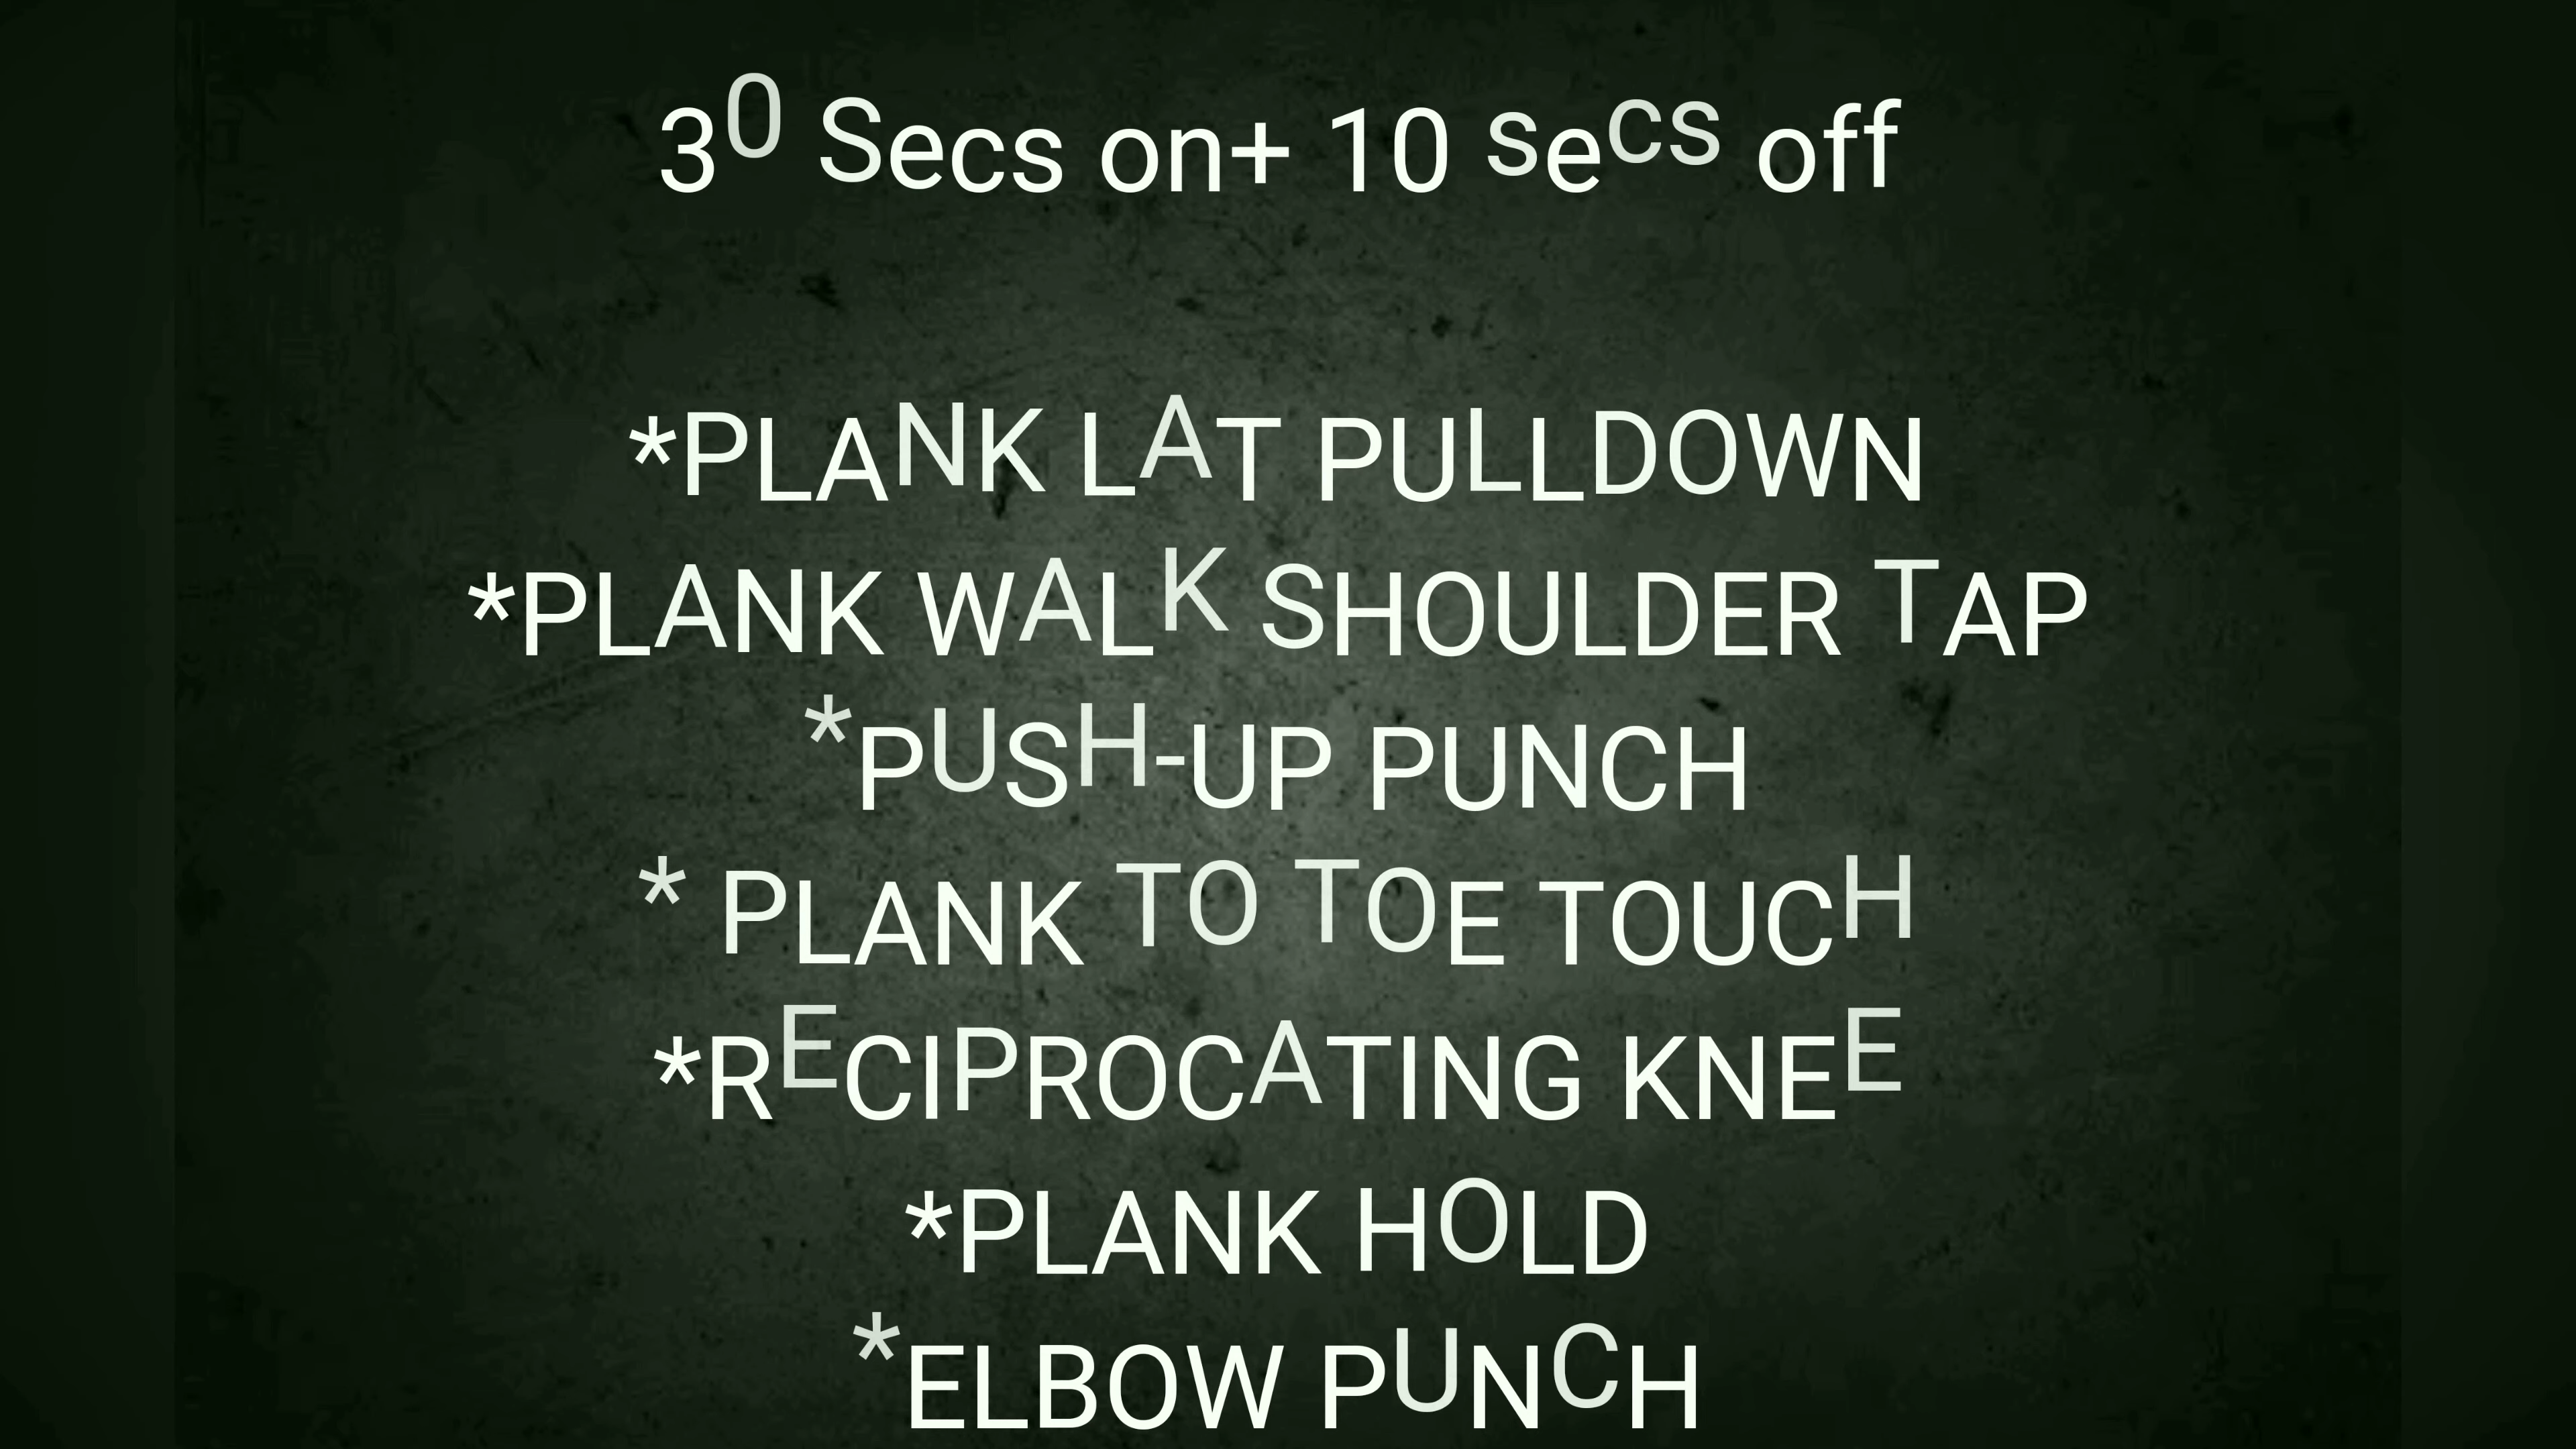 30 Secs on+ 10 secs off
*PLANK LAT PULLDOWN
*PLANK WALK SHOULDER TAP
*PUSH-UP PUNCH
* PLANK TO TOE TOUCH
*RECIPROCATING KNEE
*PLANK HOLD
*ELBOW PUNCH